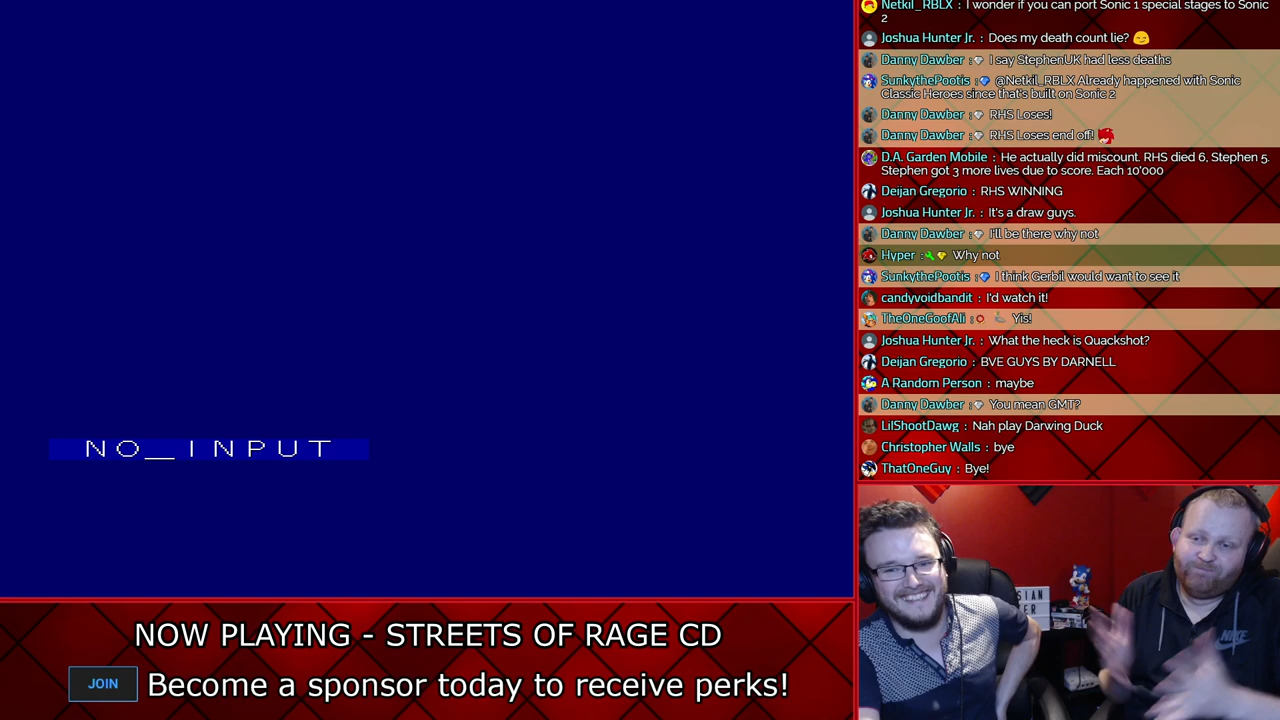 Netkil_RBLX : I wonder if you can port Sonic 1 special stages to Sonic
2
Joshua Hunter Jr. : Does my death count lie? 😏
Danny Dawber : I say StephenUK had less deaths
SunkythePootis : @Netkil_RBLX Already happened with Sonic
Classic Heroes since that's built on Sonic 2
Danny Dawber : RHS Loses!
Danny Dawber : RHS Loses end off!
D.A. Garden Mobile : He actually did miscount. RHS died 6, Stephen 5.
Stephen got 3 more lives due to score. Each 10'000
Deijan Gregorio : RHS WINNING
Joshua Hunter Jr. : It's a draw guys.
Danny Dawber : I'll be there why not
Hyper : Why not
SunkythePootis : I think Gerbil would want to see it
candyvoidbandit : I'd watch it!
TheOneGoofAli : Yis!
Joshua Hunter Jr. : What the heck is Quackshot?
Deijan Gregorio : BVE GUYS BY DARNELL
A Random Person : maybe
Danny Dawber : You mean GMT?
LilShootDawg : Nah play Darwing Duck
Christopher Walls : bye
ThatOneGuy : Bye!
NO_INPUT
NOW PLAYING - STREETS OF RAGE CD
JOIN Become a sponsor today to receive perks!
NIKE